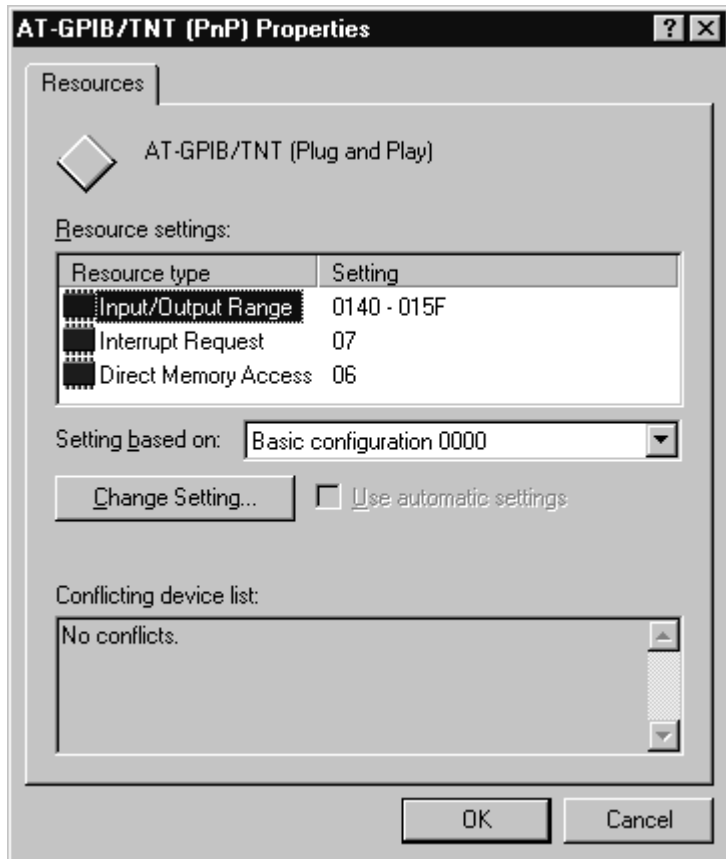 AT-GPIB/TNT (PnP) Properties
Resources
AT-GPIB/TNT (Plug and Play)
Resource settings:
Resource type Setting
Input/Output Range 0140 - 015F
Interrupt Request 07
Direct Memory Access 06
Setting based on: Basic configuration 0000
Change Setting... Use automatic settings
Conflicting device list:
No conflicts.
OK Cancel